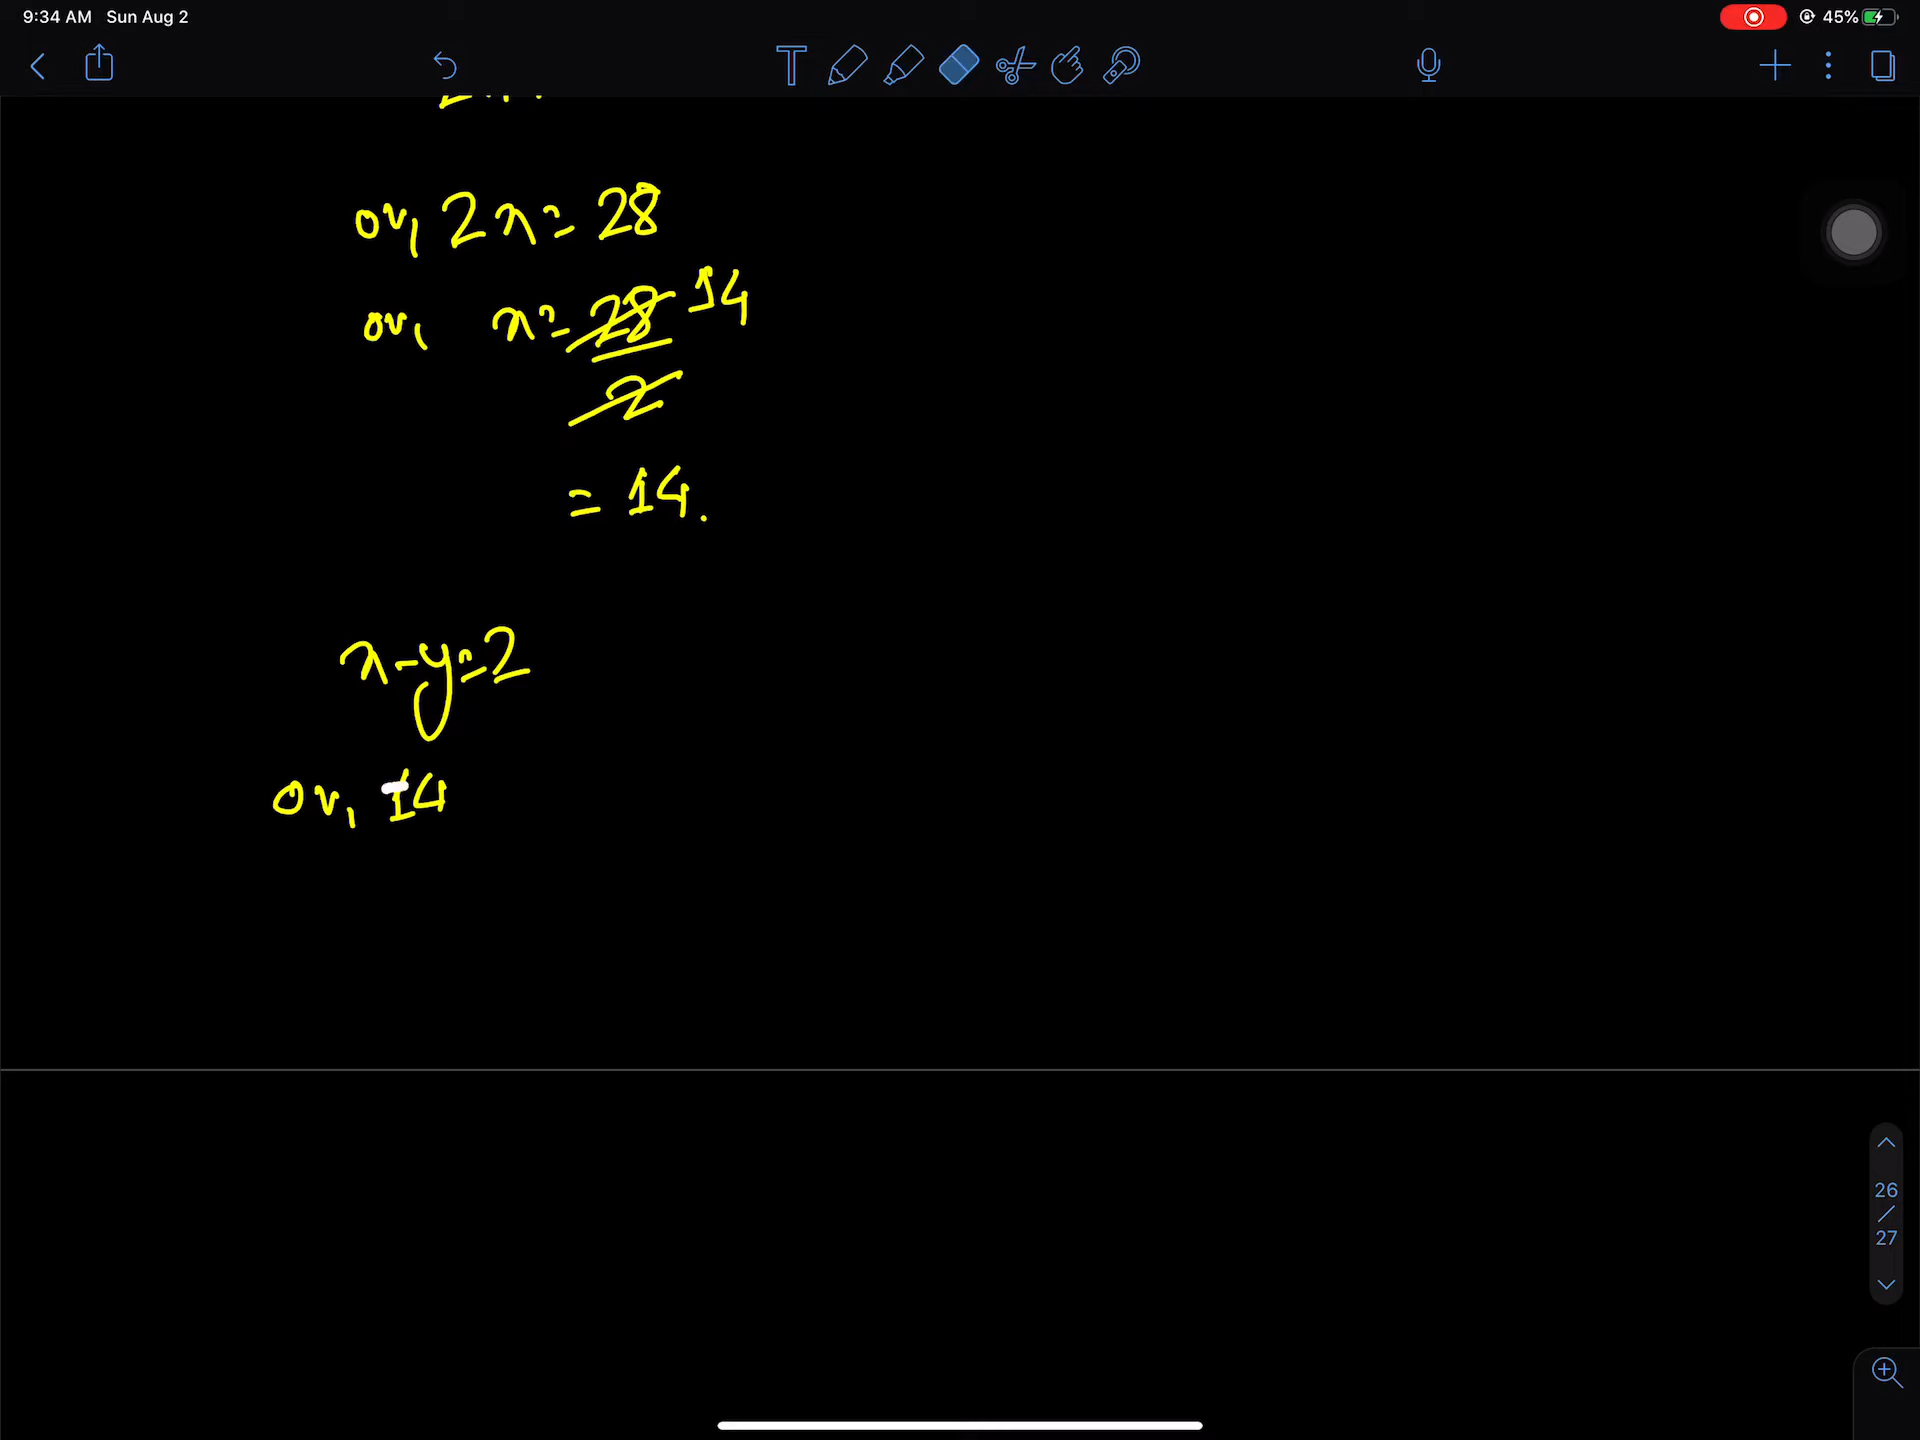 9:34 AM Sun Aug 2
45%
or, 2x = 28
or, x = 28 14
2
= 14.
x - y = 2
or, 14
26
/
27